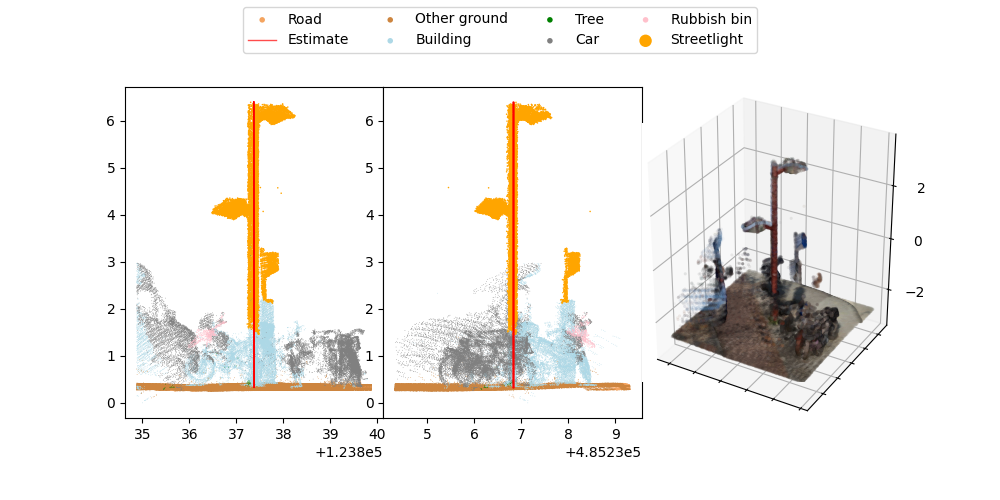 Road Other ground Tree Rubbish bin
Estimate Building Car Streetlight
6 6
5 5
4 4
3 3
2 2
1 1
0 0
35 36 37 38 39 40 5 6 7 8 9
+1.238e5 +4.8523e5
2
0
−2